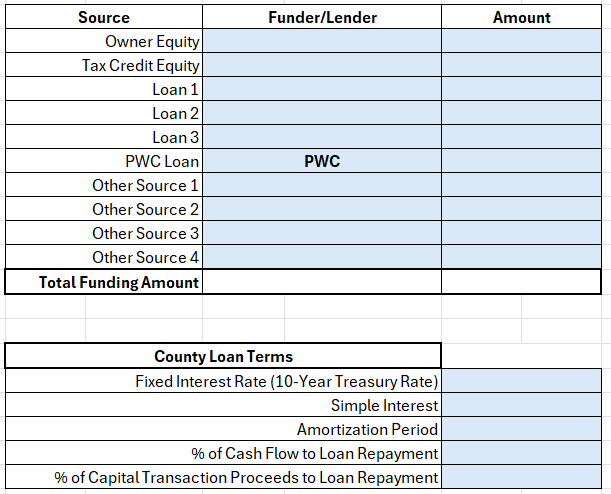 Source Funder/Lender Amount
Owner Equity
Tax Credit Equity
Loan 1
Loan 2
Loan 3
PWC Loan PWC
Other Source 1
Other Source 2
Other Source 3
Other Source 4
Total Funding Amount
County Loan Terms
Fixed Interest Rate (10-Year Treasury Rate)
Simple Interest
Amortization Period
% of Cash Flow to Loan Repayment
% of Capital Transaction Proceeds to Loan Repayment